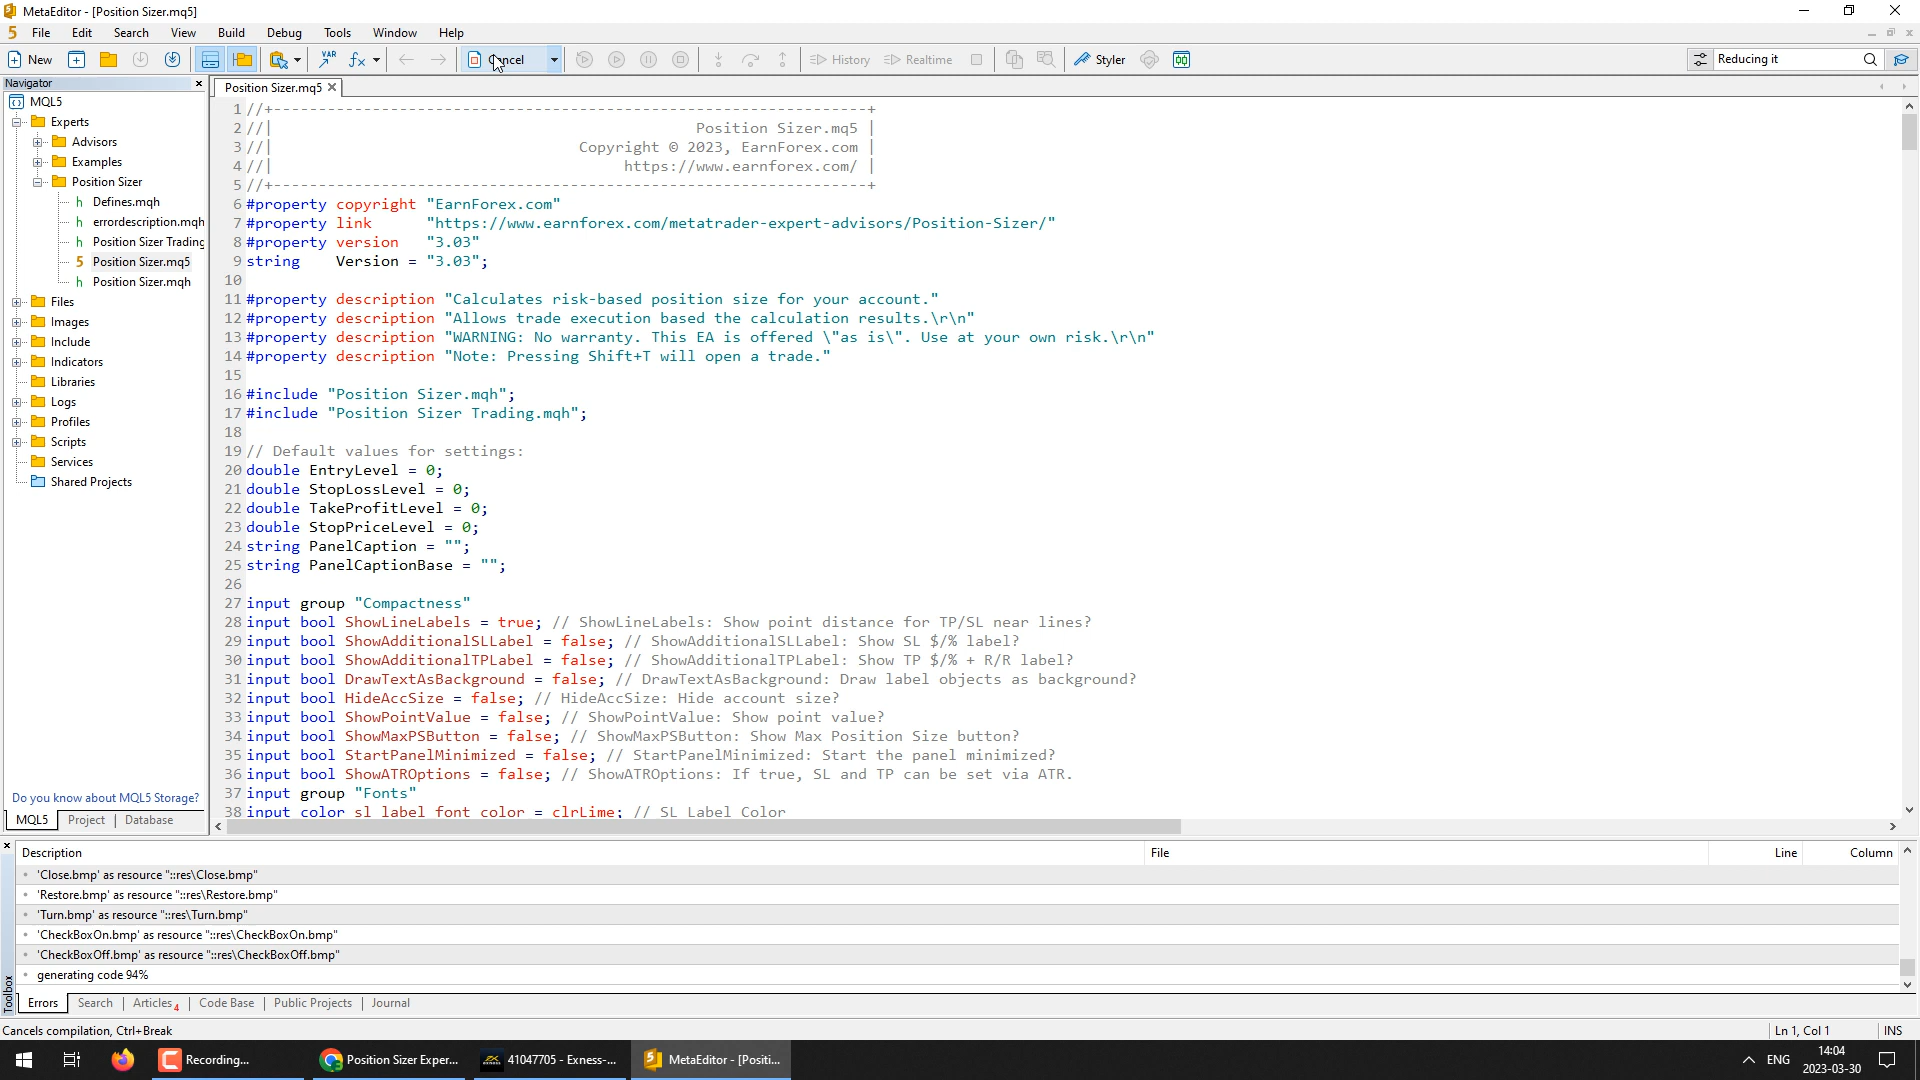 MetaEditor - [Position Sizer.mq5]
File Edit Search View Build Debug Tools Window Help
New VAR Cancel History Realtime Styler Reducing it
Navigator
Position Sizer.mq5
MQL5
Experts
Advisors
Examples
Position Sizer
Defines.mqh
errordescription.mqh
Position Sizer Trading
Position Sizer.mq5
Position Sizer.mqh
Files
Images
Include
Indicators
Libraries
Logs
Profiles
Scripts
Services
Shared Projects
Do you know about MQL5 Storage?
MQL5 Project Database
1 //+------------------------------------------------------------------+
2 //| Position Sizer.mq5 |
3 //| Copyright © 2023, EarnForex.com |
4 //| https://www.earnforex.com/ |
5 //+------------------------------------------------------------------+
6 #property copyright "EarnForex.com"
7 #property link "https://www.earnforex.com/metatrader-expert-advisors/Position-Sizer/"
8 #property version "3.03"
9 string Version = "3.03";
10
11 #property description "Calculates risk-based position size for your account."
12 #property description "Allows trade execution based the calculation results.\r\n"
13 #property description "WARNING: No warranty. This EA is offered \"as is\". Use at your own risk.\r\n"
14 #property description "Note: Pressing Shift+T will open a trade."
15
16 #include "Position Sizer.mqh";
17 #include "Position Sizer Trading.mqh";
18
19 // Default values for settings:
20 double EntryLevel = 0;
21 double StopLossLevel = 0;
22 double TakeProfitLevel = 0;
23 double StopPriceLevel = 0;
24 string PanelCaption = "";
25 string PanelCaptionBase = "";
26
27 input group "Compactness"
28 input bool ShowLineLabels = true; // ShowLineLabels: Show point distance for TP/SL near lines?
29 input bool ShowAdditionalSLLabel = false; // ShowAdditionalSLLabel: Show SL $/% label?
30 input bool ShowAdditionalTPLabel = false; // ShowAdditionalTPLabel: Show TP $/% + R/R label?
31 input bool DrawTextAsBackground = false; // DrawTextAsBackground: Draw label objects as background?
32 input bool HideAccSize = false; // HideAccSize: Hide account size?
33 input bool ShowPointValue = false; // ShowPointValue: Show point value?
34 input bool ShowMaxPSButton = false; // ShowMaxPSButton: Show Max Position Size button?
35 input bool StartPanelMinimized = false; // StartPanelMinimized: Start the panel minimized?
36 input bool ShowATROptions = false; // ShowATROptions: If true, SL and TP can be set via ATR.
37 input group "Fonts"
38 input color sl_label_font_color = clrLime; // SL Label Color
Description File Line Column
'Close.bmp' as resource "::res\Close.bmp"
'Restore.bmp' as resource "::res\Restore.bmp"
'Turn.bmp' as resource "::res\Turn.bmp"
'CheckBoxOn.bmp' as resource "::res\CheckBoxOn.bmp"
'CheckBoxOff.bmp' as resource "::res\CheckBoxOff.bmp"
generating code 94%
Toolbox
Errors Search Articles 4 Code Base Public Projects Journal
Cancels compilation, Ctrl+Break Ln 1, Col 1 INS
Recording... Position Sizer Exper... 41047705 - Exness-... MetaEditor - [Positi... ENG 14:04
2023-03-30